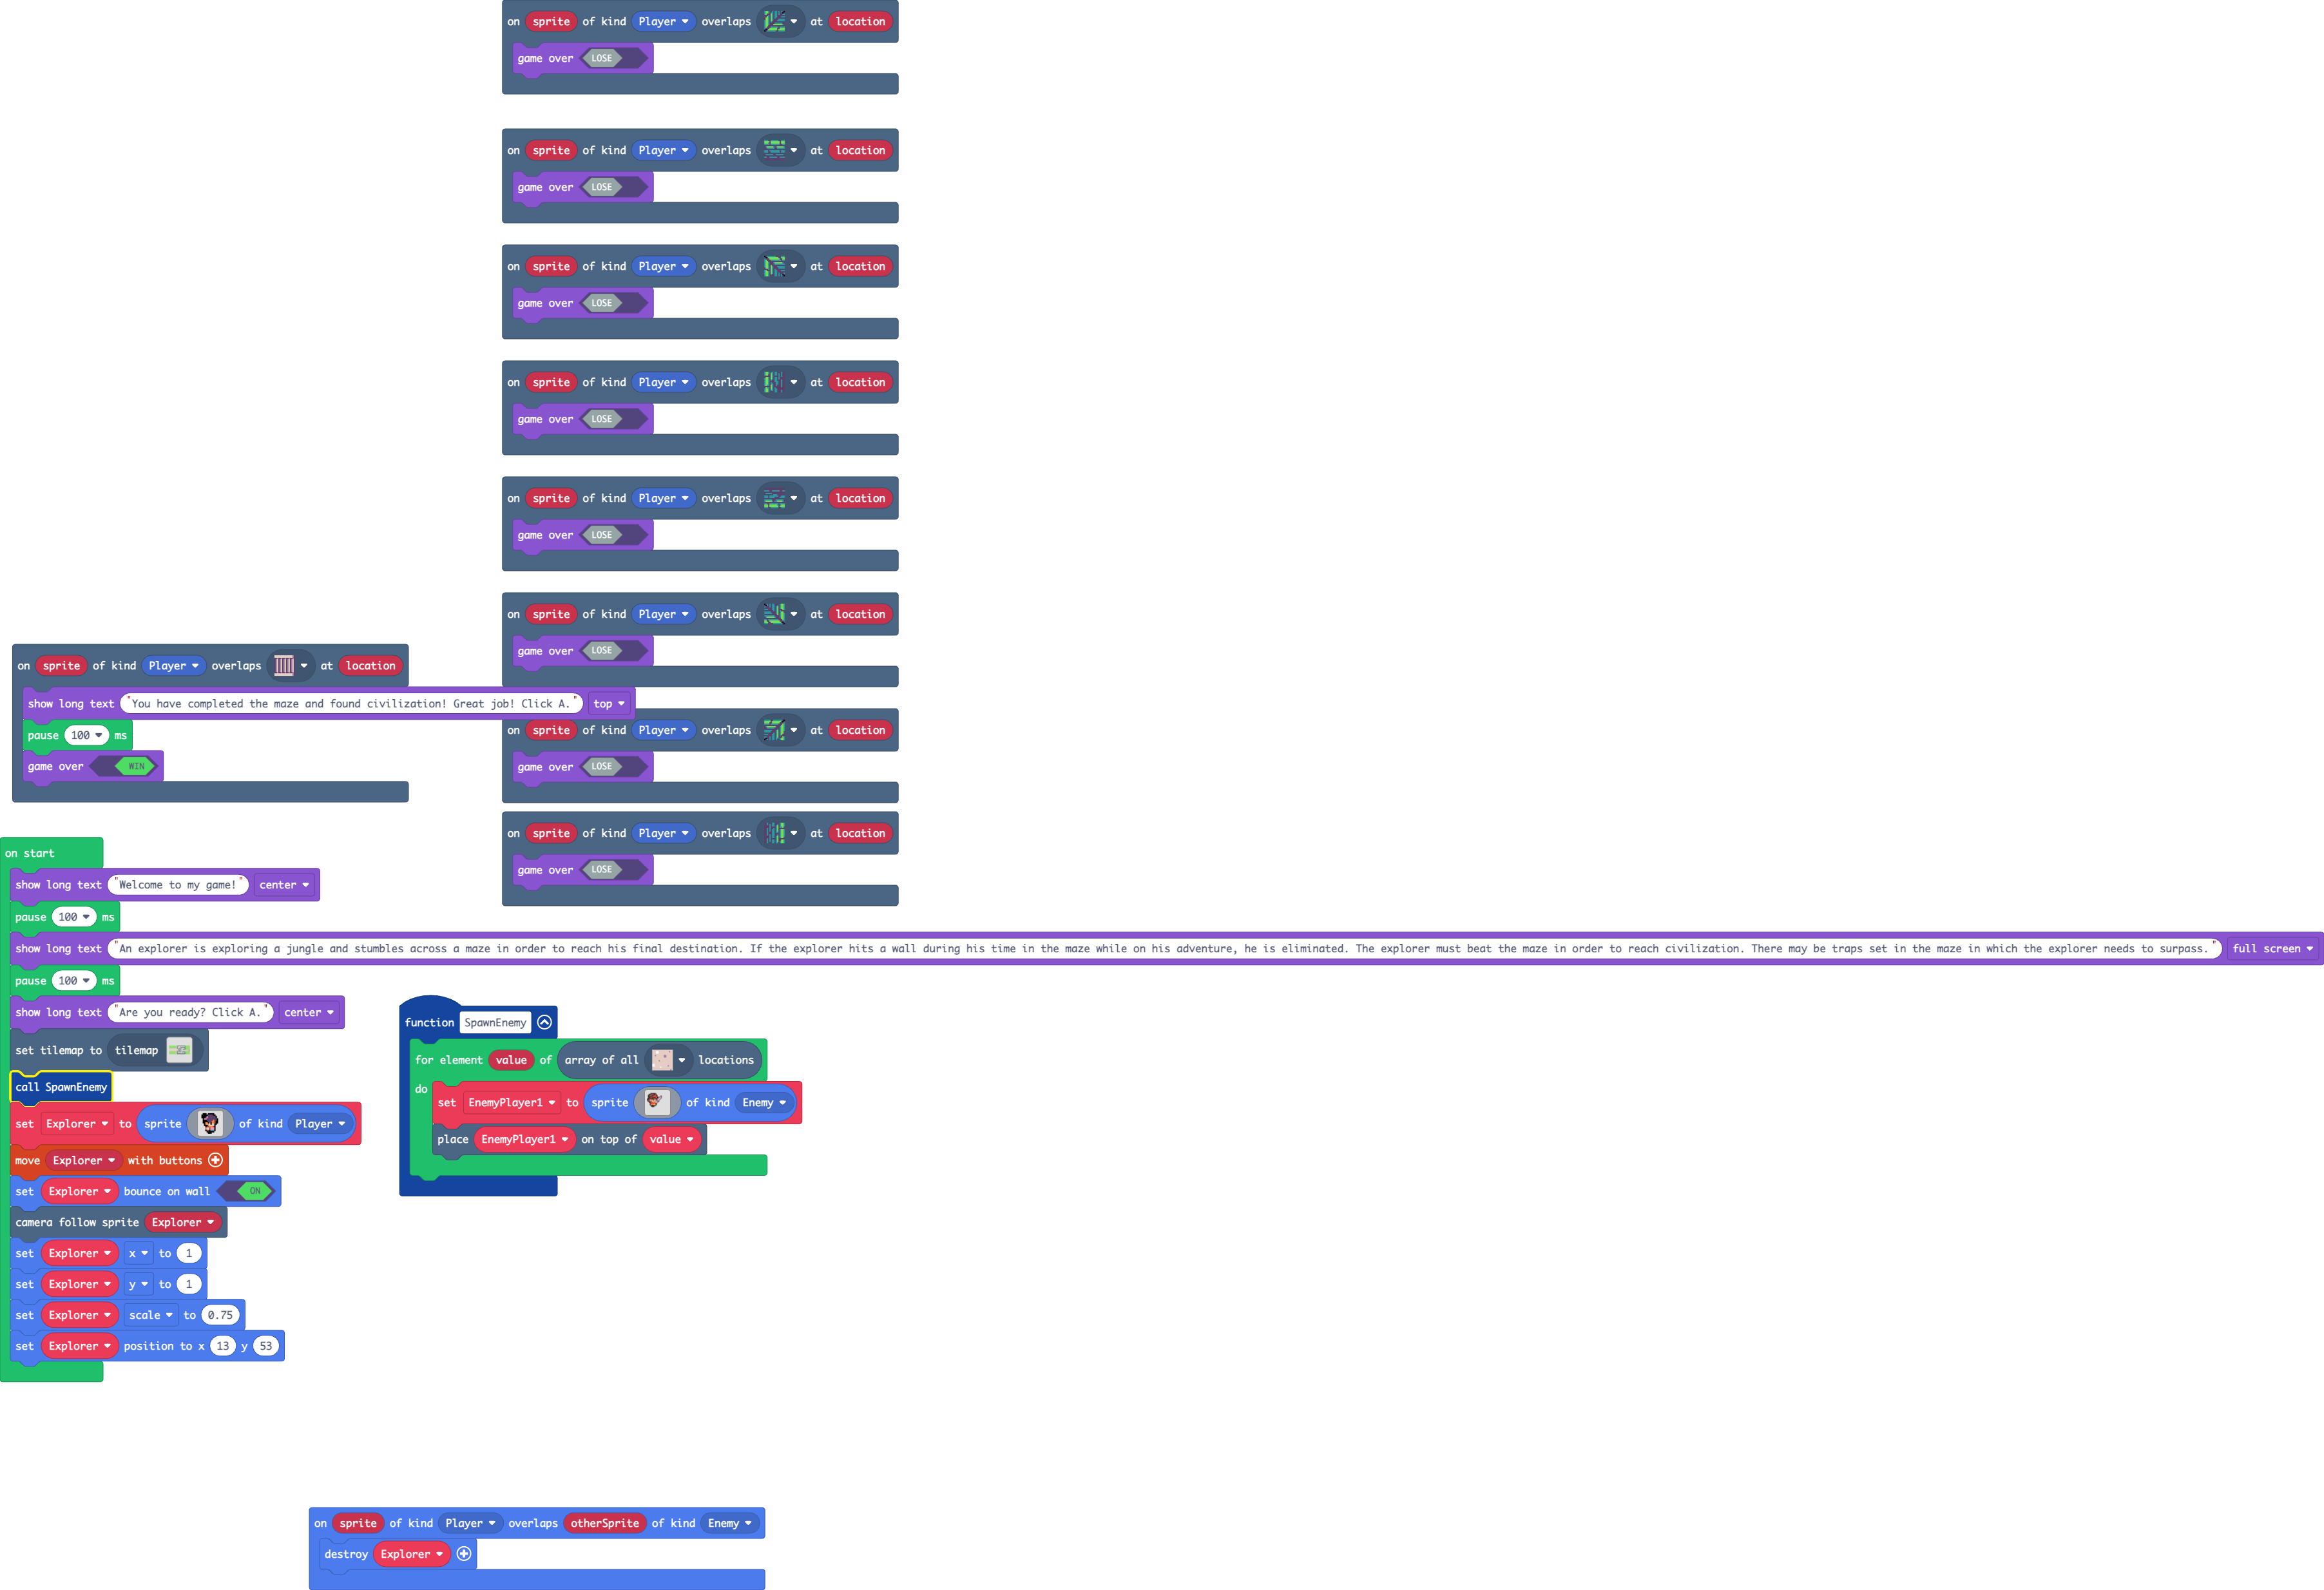 on sprite of kind Player overlaps at location
game over LOSE
on sprite of kind Player overlaps at location
game over LOSE
on sprite of kind Player overlaps at location
game over LOSE
on sprite of kind Player overlaps at location
game over LOSE
on sprite of kind Player overlaps at location
game over LOSE
on sprite of kind Player overlaps at location
game over LOSE
on sprite of kind Player overlaps at location
game over LOSE
on sprite of kind Player overlaps at location
game over LOSE
on sprite of kind Player overlaps at location
show long text "You have completed the maze and found civilization! Great job! Click A." top
pause 100 ms
game over WIN
on start
show long text "Welcome to my game!" center
pause 100 ms
show long text "An explorer is exploring a jungle and stumbles across a maze in order to reach his final destination. If the explorer hits a wall during his time in the maze while on his adventure, he is eliminated. The explorer must beat the maze in order to reach civilization. There may be traps set in the maze in which the explorer needs to surpass." full screen
pause 100 ms
show long text "Are you ready? Click A." center
set tilemap to tilemap
call SpawnEnemy
set Explorer to sprite of kind Player
move Explorer with buttons
set Explorer bounce on wall ON
camera follow sprite Explorer
set Explorer x to 1
set Explorer y to 1
set Explorer scale to 0.75
set Explorer position to x 13 y 53
function SpawnEnemy
for element value of array of all locations
do
set EnemyPlayer1 to sprite of kind Enemy
place EnemyPlayer1 on top of value
on sprite of kind Player overlaps otherSprite of kind Enemy
destroy Explorer